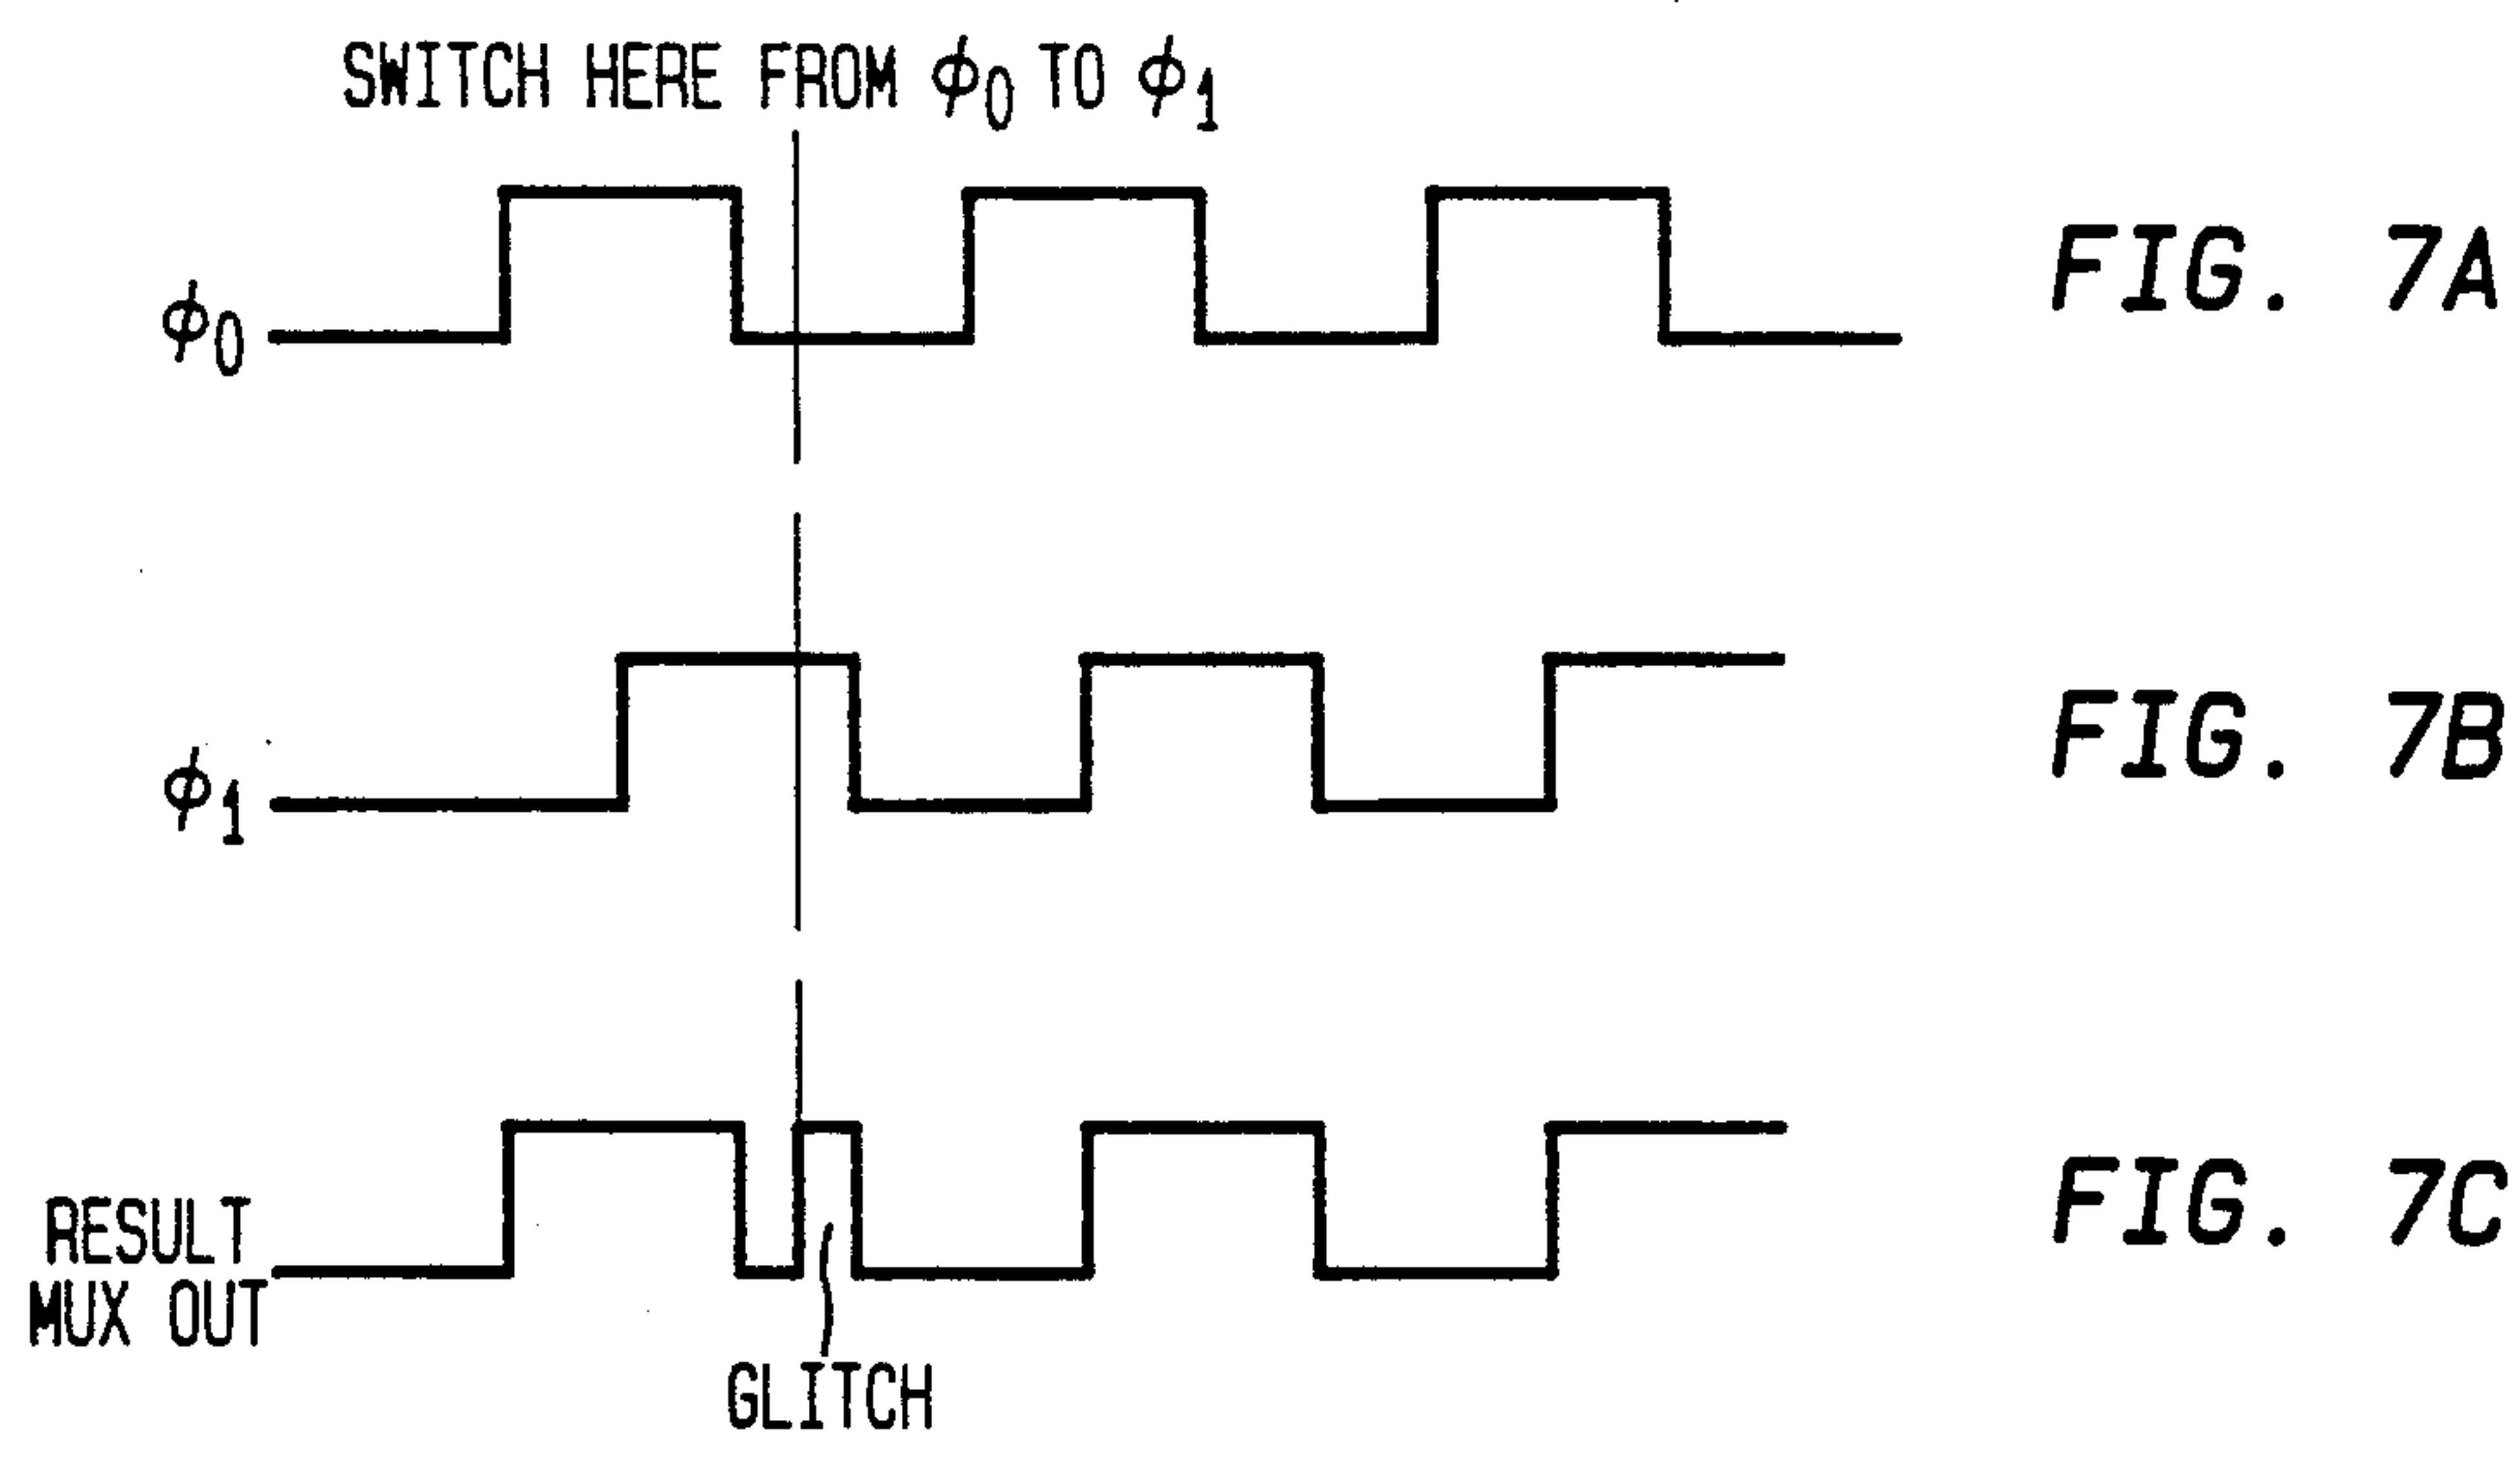 SWITCH HERE FROM ϕ0 TO ϕ1
ϕ0
FIG. 7A
ϕ1
FIG. 7B
RESULT
MUX OUT
GLITCH
FIG. 7C